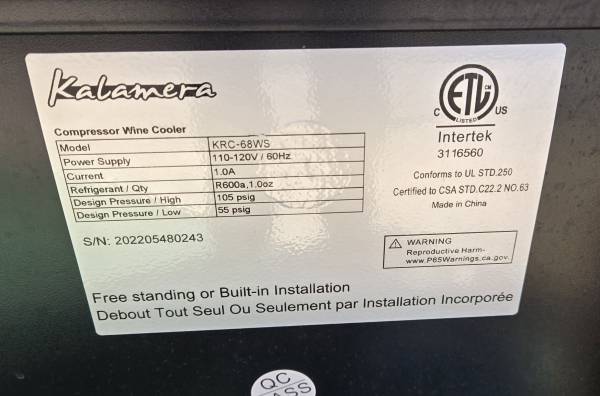 Kalamera
Compressor Wine Cooler
Model KRC-68WS
Power Supply 110-120V / 60Hz
Current 1.0A
Refrigerant / Qty R600a,1.0oz
Design Pressure / High 105 psig
Design Pressure / Low 55 psig
S/N: 202205480243
ETL CM
C LISTED US
Intertek
3116560
Conforms to UL STD.250
Certified to CSA STD.C22.2 NO.63
Made in China
WARNING
Reproductive Harm-
www.P65Warnings.ca.gov.
Free standing or Built-in Installation
Debout Tout Seul Ou Seulement par Installation Incorporée
QC